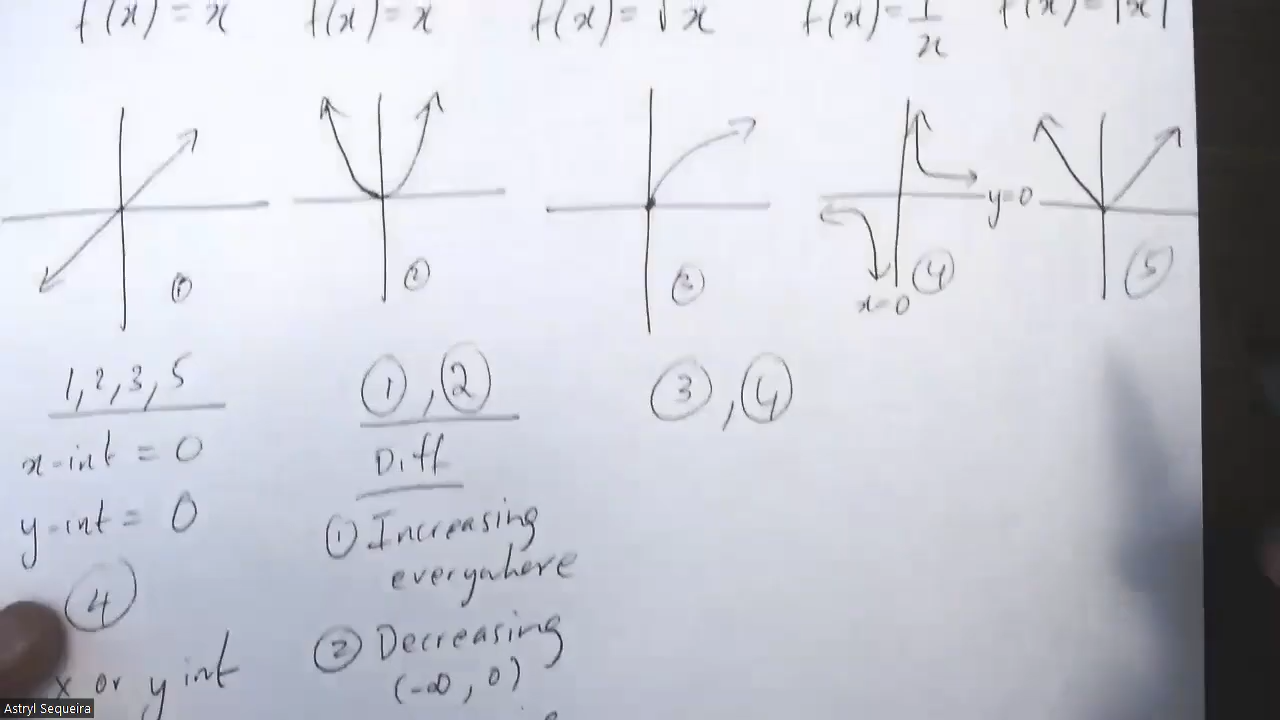 f(x) = x
f(x) = x
f(x) = √x
f(x) = 1/x
f(x) = |x|
y=0
x=0
①
②
③
④
⑤
1, 2, 3, 5
x-int = 0
y-int = 0
④
x or y int
①, ②
Diff
① Increasing
everywhere
② Decreasing
(-∞, 0)
③, ④
Astryl Sequeira